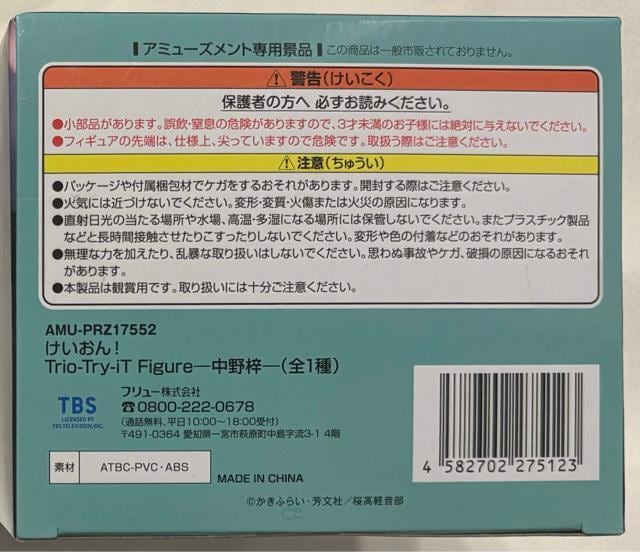 アミューズメント専用景品 この商品は一般市販されておりません。
⚠警告(けいこく)
保護者の方へ 必ずお読みください。
●小部品があります。誤飲・窒息の危険がありますので、3才未満のお子様には絶対に与えないでください。
●フィギュアの先端は、仕様上、尖っていますので危険です。取扱う際はご注意ください。
⚠注意(ちゅうい)
●パッケージや付属梱包材でケガをするおそれがあります。開封する際はご注意ください。
●火気には近づけないでください。変形・変質・火傷または火災の原因になります。
●直射日光の当たる場所や水場、高温・多湿になる場所には保管しないでください。またプラスチック製品
などと長時間接触させたりこすったりしないでください。変形や色の付着などのおそれがあります。
●無理な力を加えたり、乱暴な取り扱いはしないでください。思わぬ事故やケガ、破損の原因になるおそれ
があります。
●本製品は観賞用です。取り扱いには十分ご注意ください。
AMU-PRZ17552
けいおん!
Trio-Try-iT Figure―中野梓―(全1種)
TBS
LICENSED BY
TBS TELEVISION, INC.
フリュー株式会社
☎0800-222-0678
(通話無料、平日10:00~18:00受付)
〒491-0364 愛知県一宮市萩原町中島字流3-1 4階
素材 ATBC-PVC・ABS
MADE IN CHINA
4 582702 275123
©かきふらい・芳文社/桜高軽音部